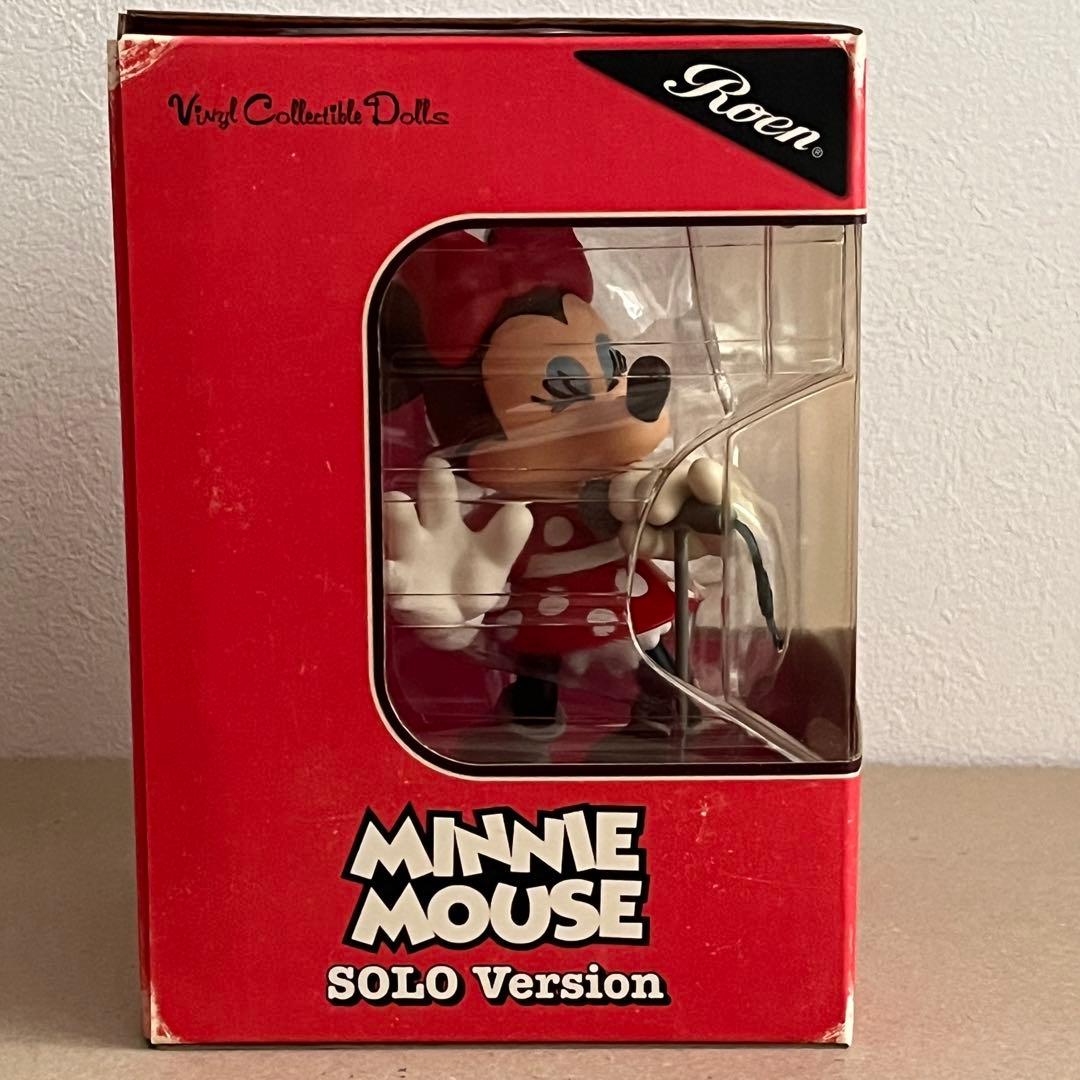 Vinyl Collectible Dolls
Roen®
MINNIE
MOUSE
SOLO Version